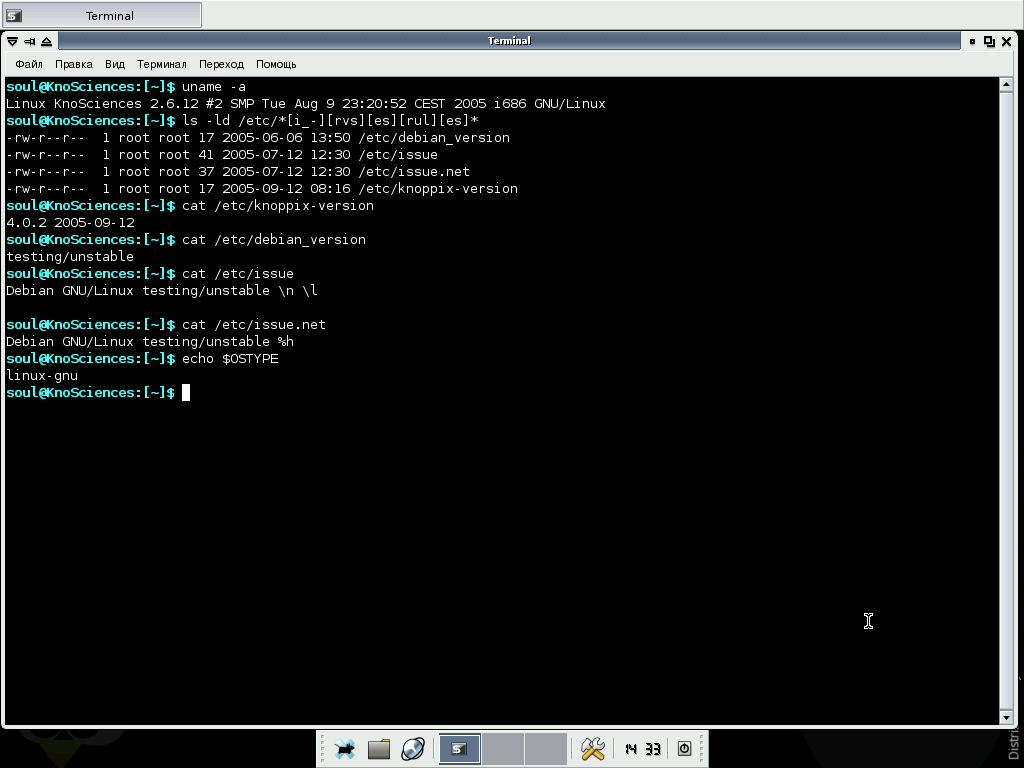 Terminal
Terminal
Файл Правка Вид Терминал Переход Помощь
soul@KnoSciences:[~]$ uname -a
Linux KnoSciences 2.6.12 #2 SMP Tue Aug 9 23:20:52 CEST 2005 i686 GNU/Linux
soul@KnoSciences:[~]$ ls -ld /etc/*[i_-][rvs][es][rul][es]*
-rw-r--r--  1 root root 17 2005-06-06 13:50 /etc/debian_version
-rw-r--r--  1 root root 41 2005-07-12 12:30 /etc/issue
-rw-r--r--  1 root root 37 2005-07-12 12:30 /etc/issue.net
-rw-r--r--  1 root root 17 2005-09-12 08:16 /etc/knoppix-version
soul@KnoSciences:[~]$ cat /etc/knoppix-version
4.0.2 2005-09-12
soul@KnoSciences:[~]$ cat /etc/debian_version
testing/unstable
soul@KnoSciences:[~]$ cat /etc/issue
Debian GNU/Linux testing/unstable \n \l
soul@KnoSciences:[~]$ cat /etc/issue.net
Debian GNU/Linux testing/unstable %h
soul@KnoSciences:[~]$ echo $OSTYPE
linux-gnu
soul@KnoSciences:[~]$
14 33
Distri